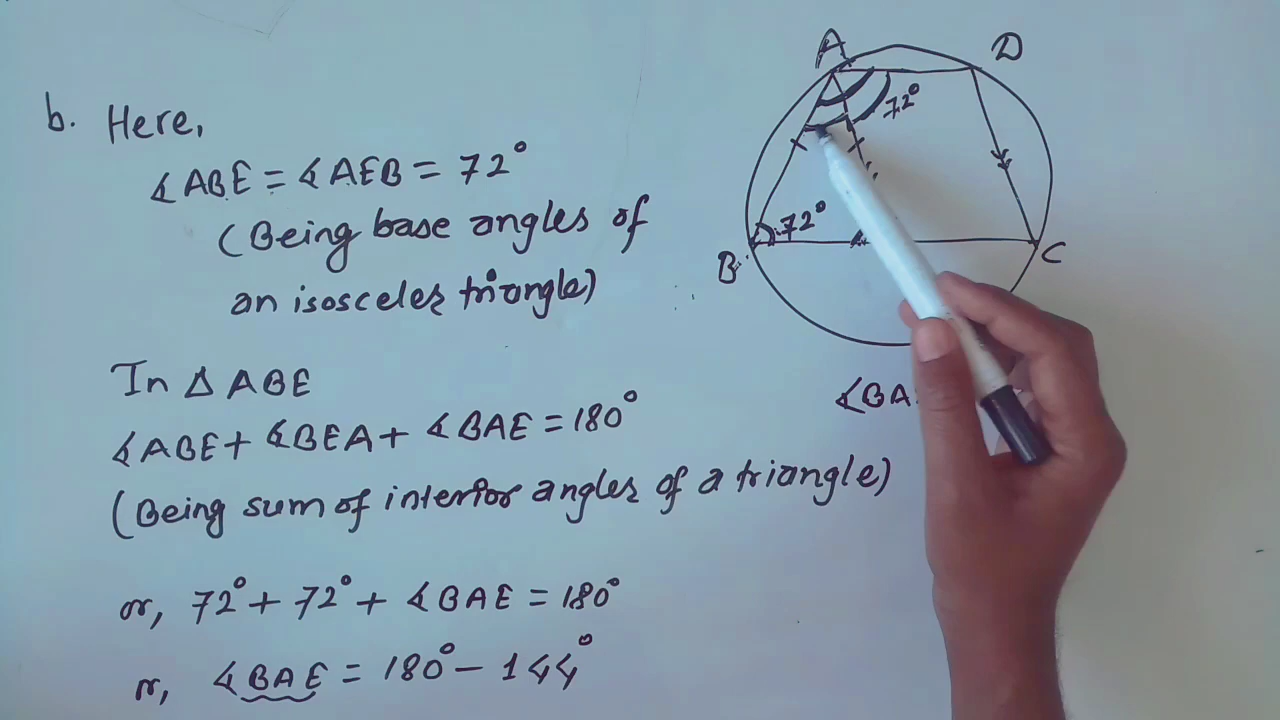 b. Here,
∡ABE = ∡AEB = 72°
(Being base angles of
an isosceles triangle)
In Δ ABE
∡ABE + ∡BEA + ∡BAE = 180°
(Being sum of interior angles of a triangle)
or, 72° + 72° + ∡BAE = 180°
or, ∡BAE = 180° - 144°
A
D
72°
72°
B
C
∡BA